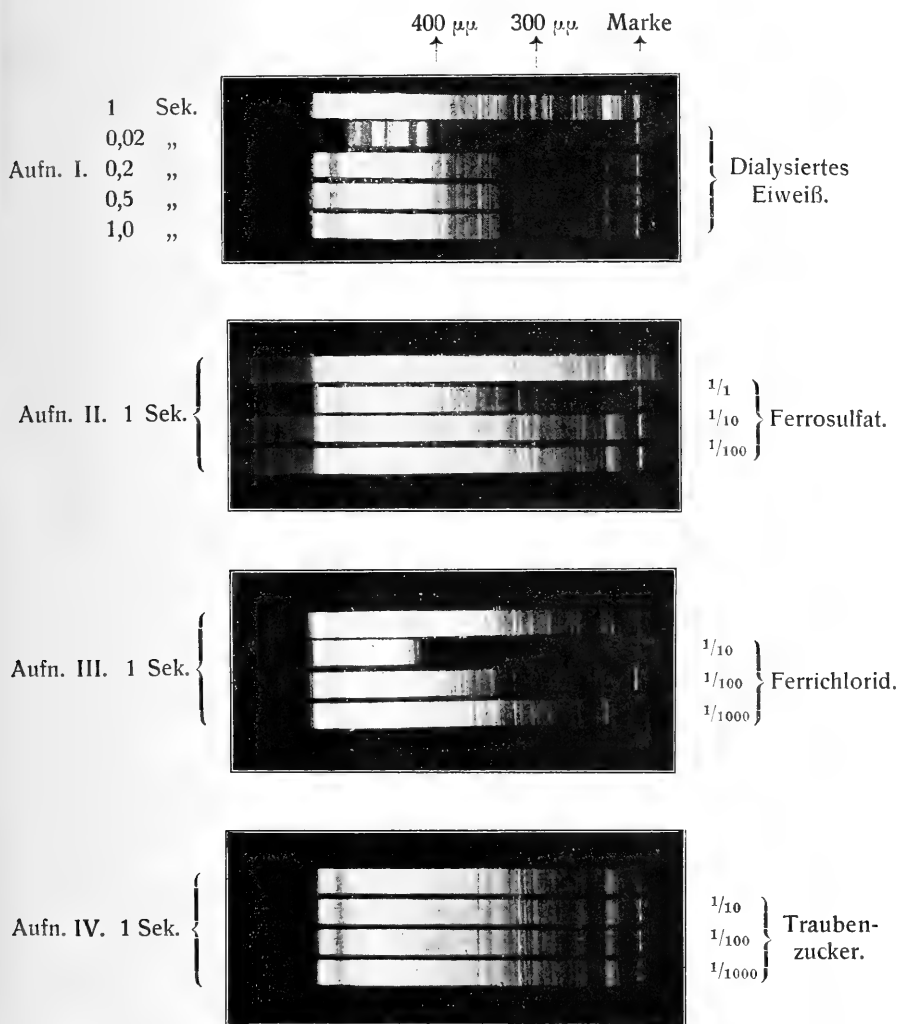 400 µµ 300 µµ Marke
1 Sek.
0,02 „
Aufn. I. 0,2 „
0,5 „
1,0 „
Dialysiertes
Eiweiß.
Aufn. II. 1 Sek.
1/1
1/10
1/100
Ferrosulfat.
Aufn. III. 1 Sek.
1/10
1/100
1/1000
Ferrichlorid.
Aufn. IV. 1 Sek.
1/10
1/100
1/1000
Trauben-
zucker.